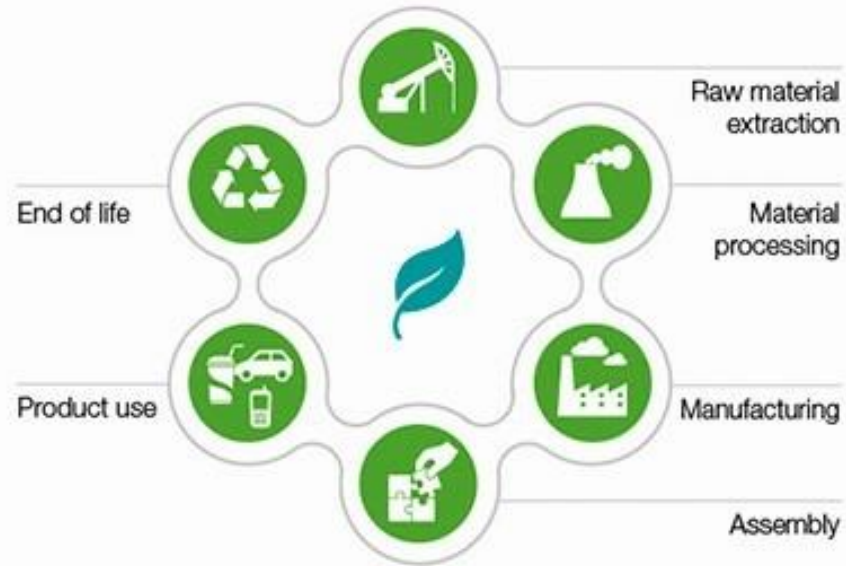 Raw material
extraction
End of life
Material
processing
Product use
Manufacturing
Assembly